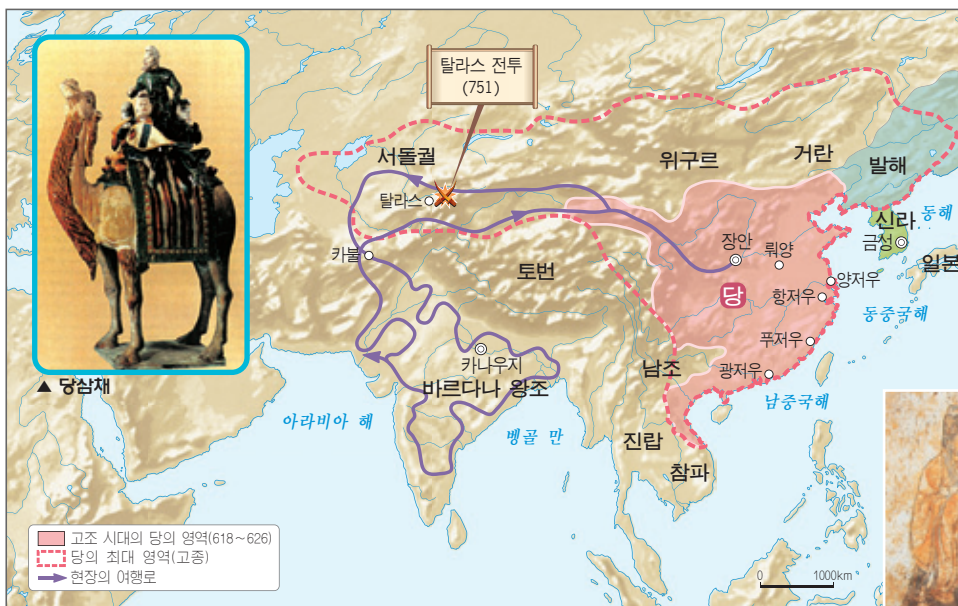 탈라스 전투
(751)
서돌궐
위구르
거란
발해
탈라스
신라
동해
금성
장안
뤄양
일본
카불
토번
양저우
당
항저우
동중국해
푸저우
카나우지
남조
광저우
바르다나 왕조
▲ 당삼채
남중국해
아라비아 해
벵골 만
진랍
참파
고조 시대의 당의 영역(618~626)
당의 최대 영역(고종)
현장의 여행로
0 1000km